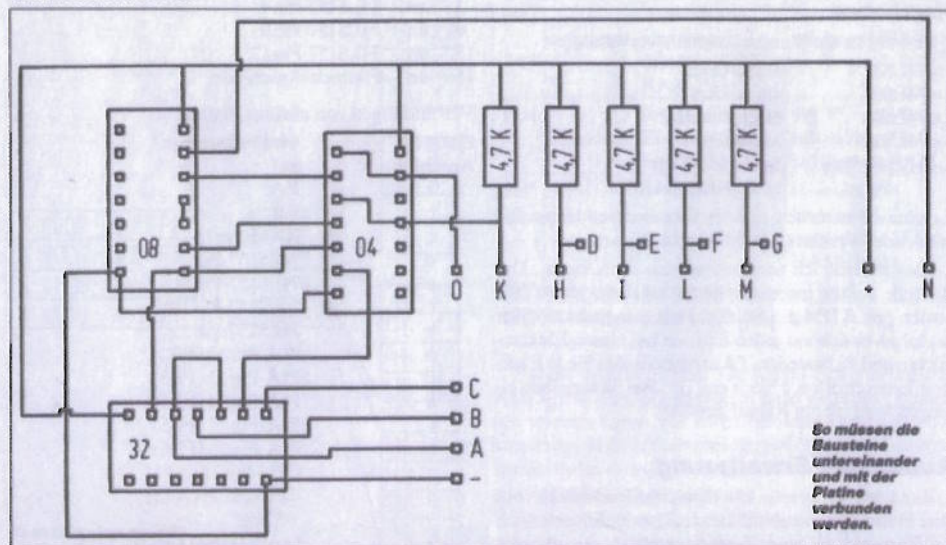 08
04
32
4,7 K
4,7 K
4,7 K
4,7 K
4,7 K
D
E
F
G
O
K
H
I
L
M
+
N
C
B
A
-
So müssen die
Bausteine
untereinander
und mit der
Platine
verbunden
werden.